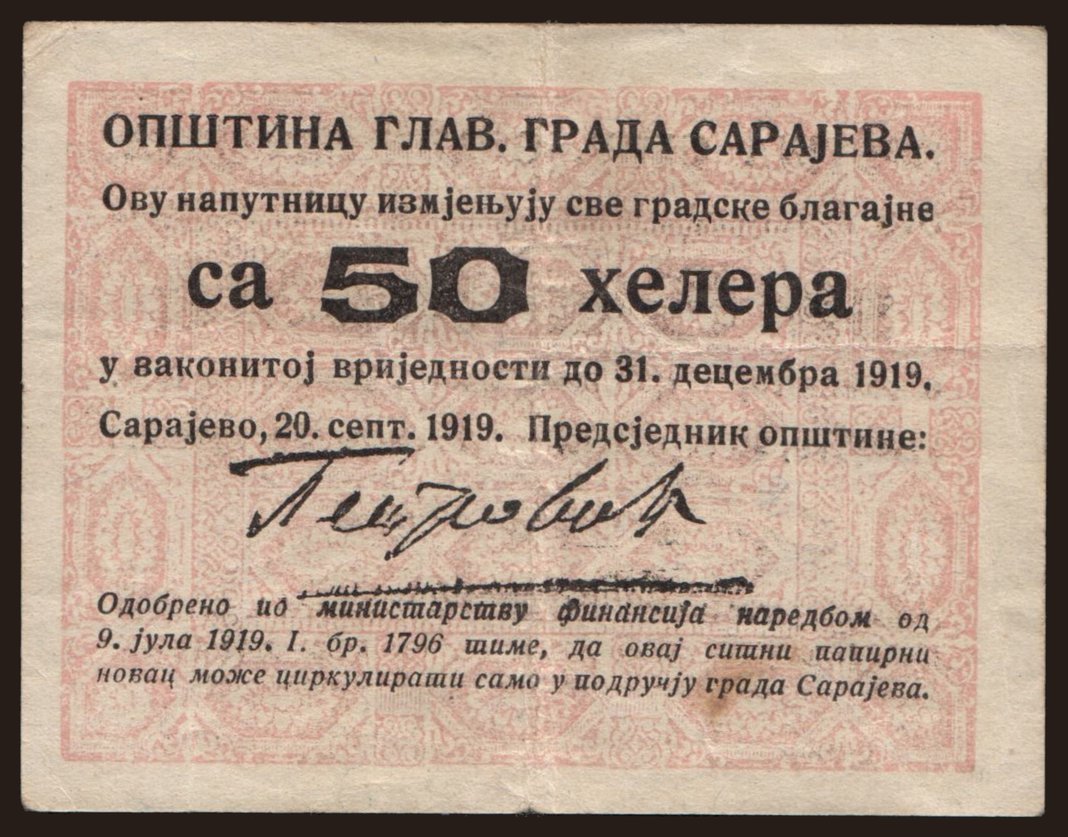 ОПШТИНА ГЛАВ. ГРАДА САРАЈЕВА.
Ову напутницу измјењују све градске благајне
са 50 хелера
у законитој вриједности до 31. децембра 1919.
Сарајево, 20. септ. 1919. Предсједник општине:
Петровић
Одобрено по министарству финансија наредбом од
9. јула 1919. I. бр. 1796 тиме, да овај ситни папирни
новац може циркулирати само у подручју града Сарајева.